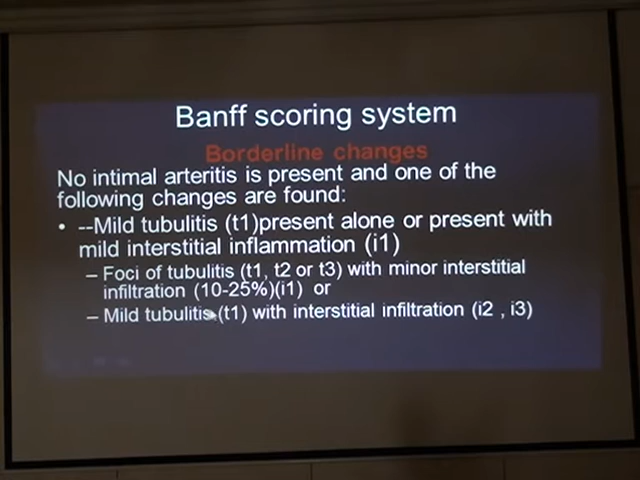 Banff scoring system
Borderline changes
No intimal arteritis is present and one of the
following changes are found:
• --Mild tubulitis (t1)present alone or present with
mild interstitial inflammation (i1)
– Foci of tubulitis (t1, t2 or t3) with minor interstitial
infiltration (10-25%)(i1) or
– Mild tubulitis (t1) with interstitial infiltration (i2 , i3)